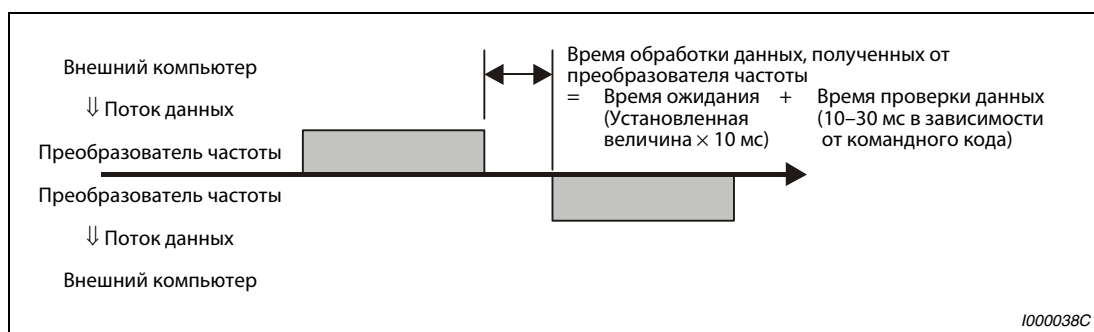 Внешний компьютер
⇓ Поток данных
Преобразователь частоты
Преобразователь частоты
⇓ Поток данных
Внешний компьютер
Время обработки данных, полученных от
преобразователя частоты
= Время ожидания + Время проверки данных
(Установленная (10–30 мс в зависимости
величина × 10 мс) от командного кода)
I000038C